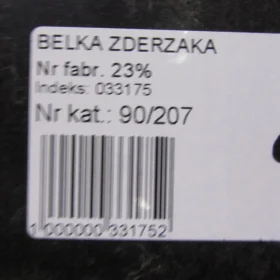 BELKA ZDERZAKA
Nr fabr. 23%
Indeks: 033175
Nr kat.: 90/207
1 000000 331752